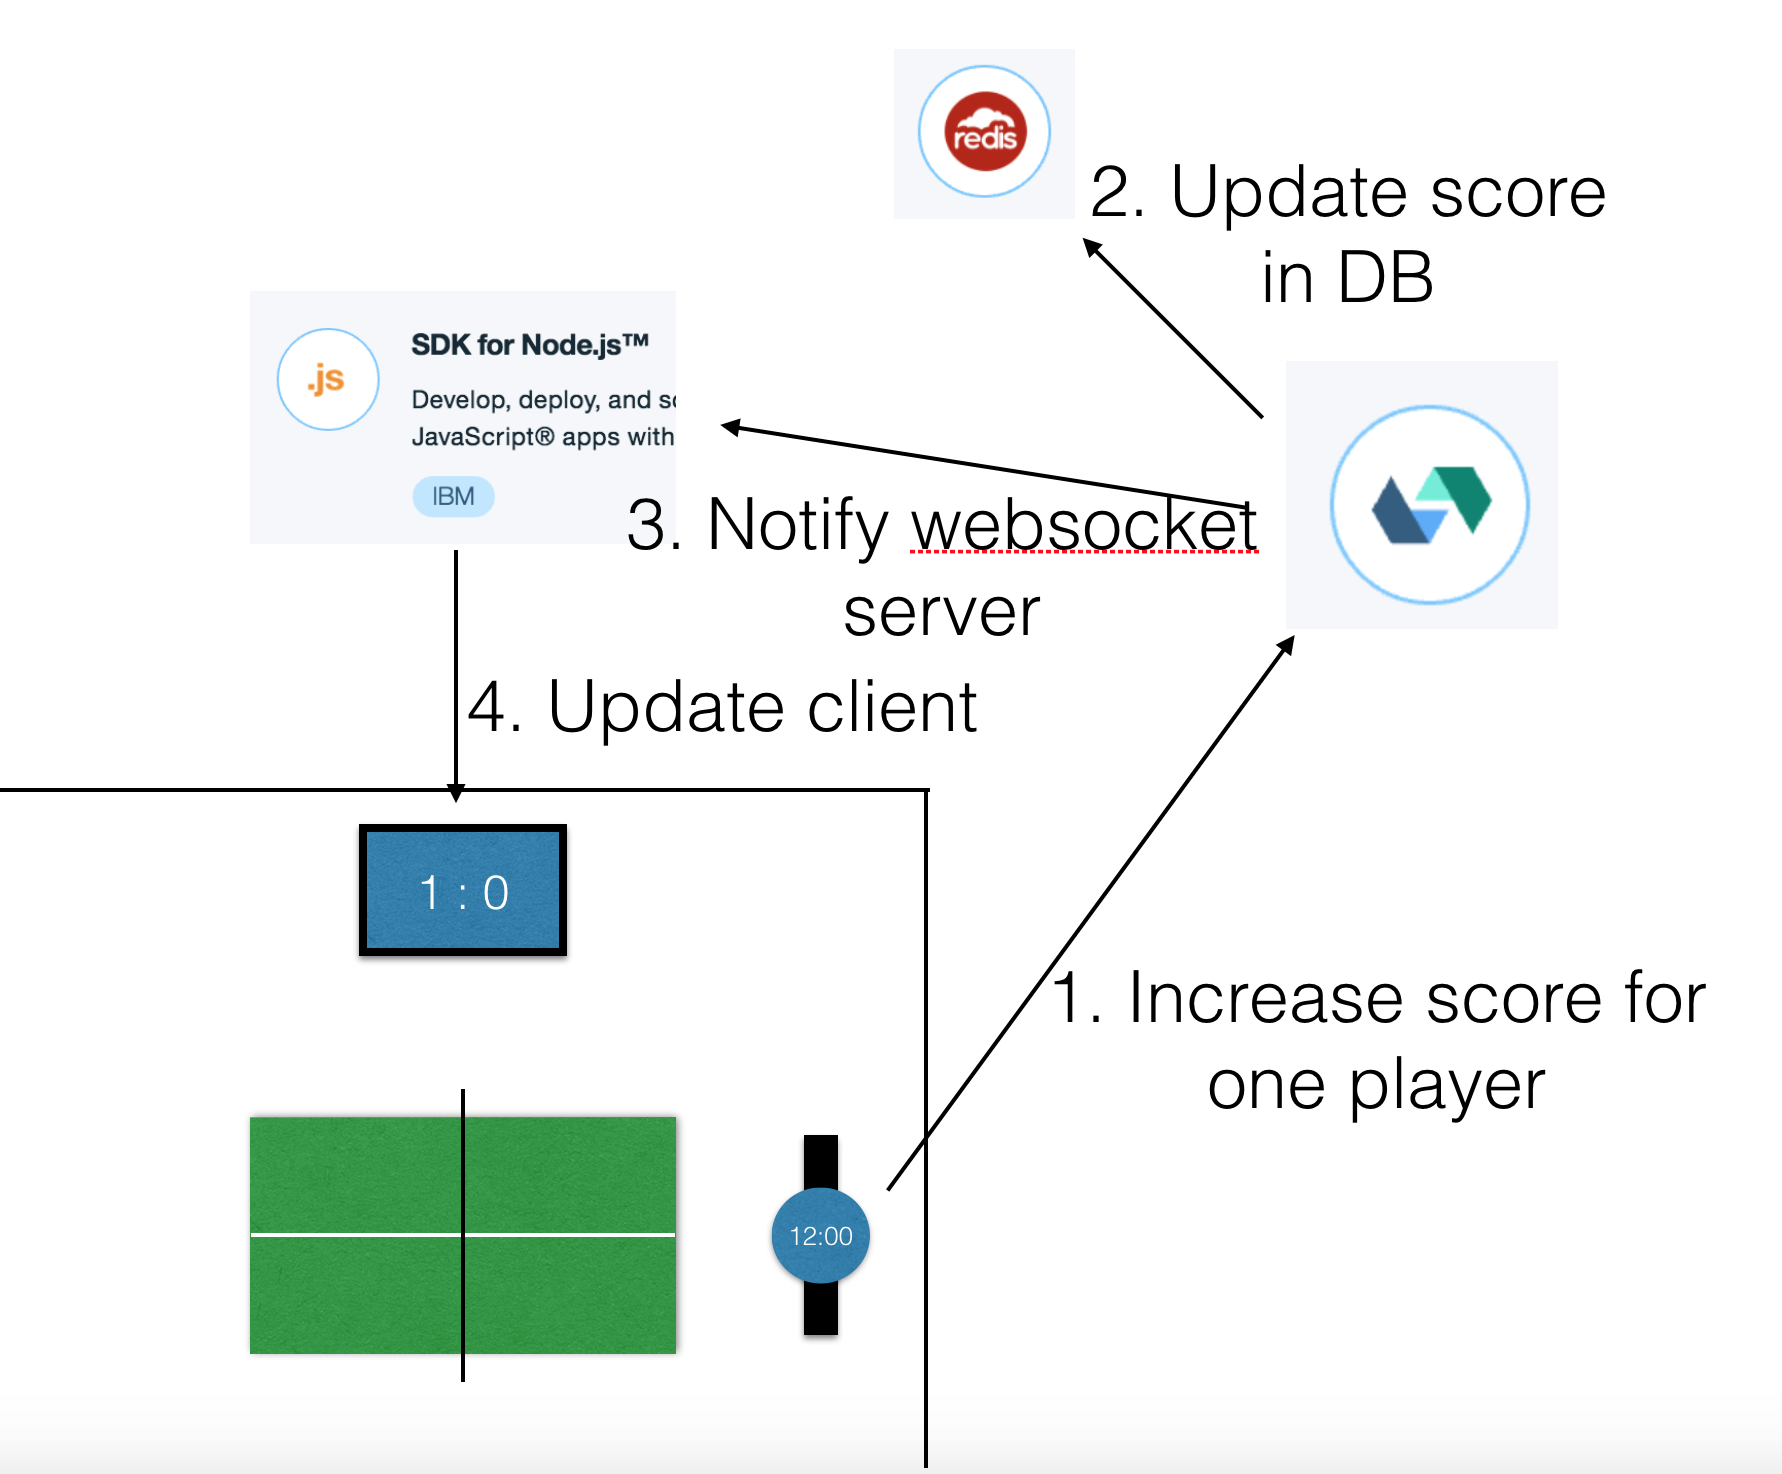 redis
2. Update score
in DB
SDK for Node.js™
.js
Develop, deploy, and
JavaScript® apps with
IBM
3. Notify websocket
server
4. Update client
1 : 0
1. Increase score for
one player
12:00